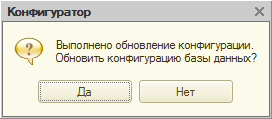 Конфигуратор
Выполнено обновление конфигурации.
Обновить конфигурацию базы данных?
Да
Нет